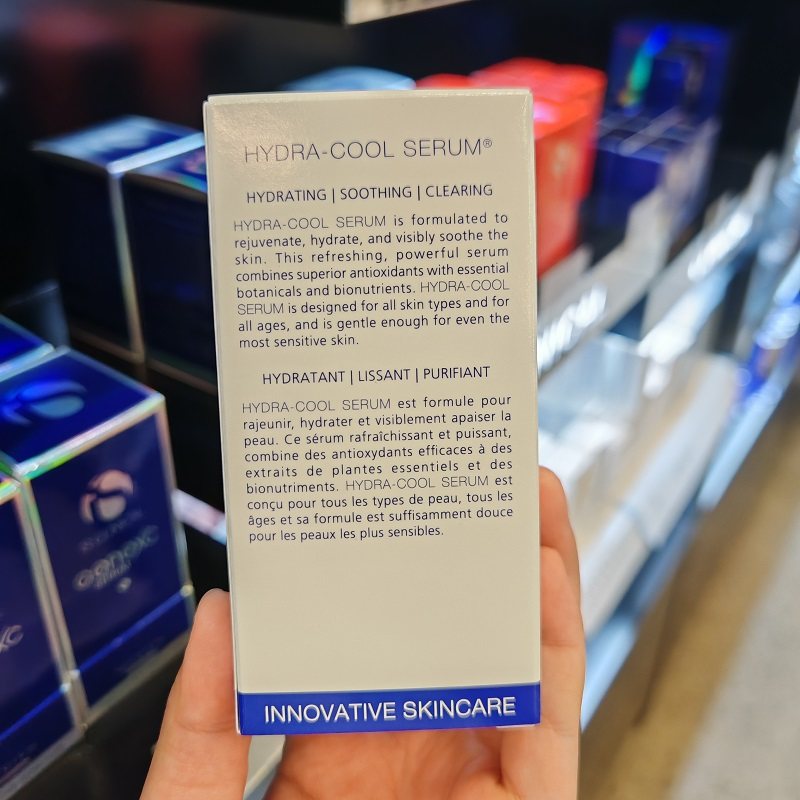 HYDRA-COOL SERUM®
HYDRATING | SOOTHING | CLEARING
HYDRA-COOL SERUM is formulated to
rejuvenate, hydrate, and visibly soothe the
skin. This refreshing, powerful serum
combines superior antioxidants with essential
botanicals and bionutrients. HYDRA-COOL
SERUM is designed for all skin types and for
all ages, and is gentle enough for even the
most sensitive skin.
HYDRATANT | LISSANT | PURIFIANT
HYDRA-COOL SERUM est formule pour
rajeunir, hydrater et visiblement apaiser la
peau. Ce sérum rafraîchissant et puissant,
combine des antioxydants efficaces à des
extraits de plantes essentiels et des
bionutriments. HYDRA-COOL SERUM est
conçu pour tous les types de peau, tous les
âges et sa formule est suffisamment douce
pour les peaux les plus sensibles.
INNOVATIVE SKINCARE
SERUM